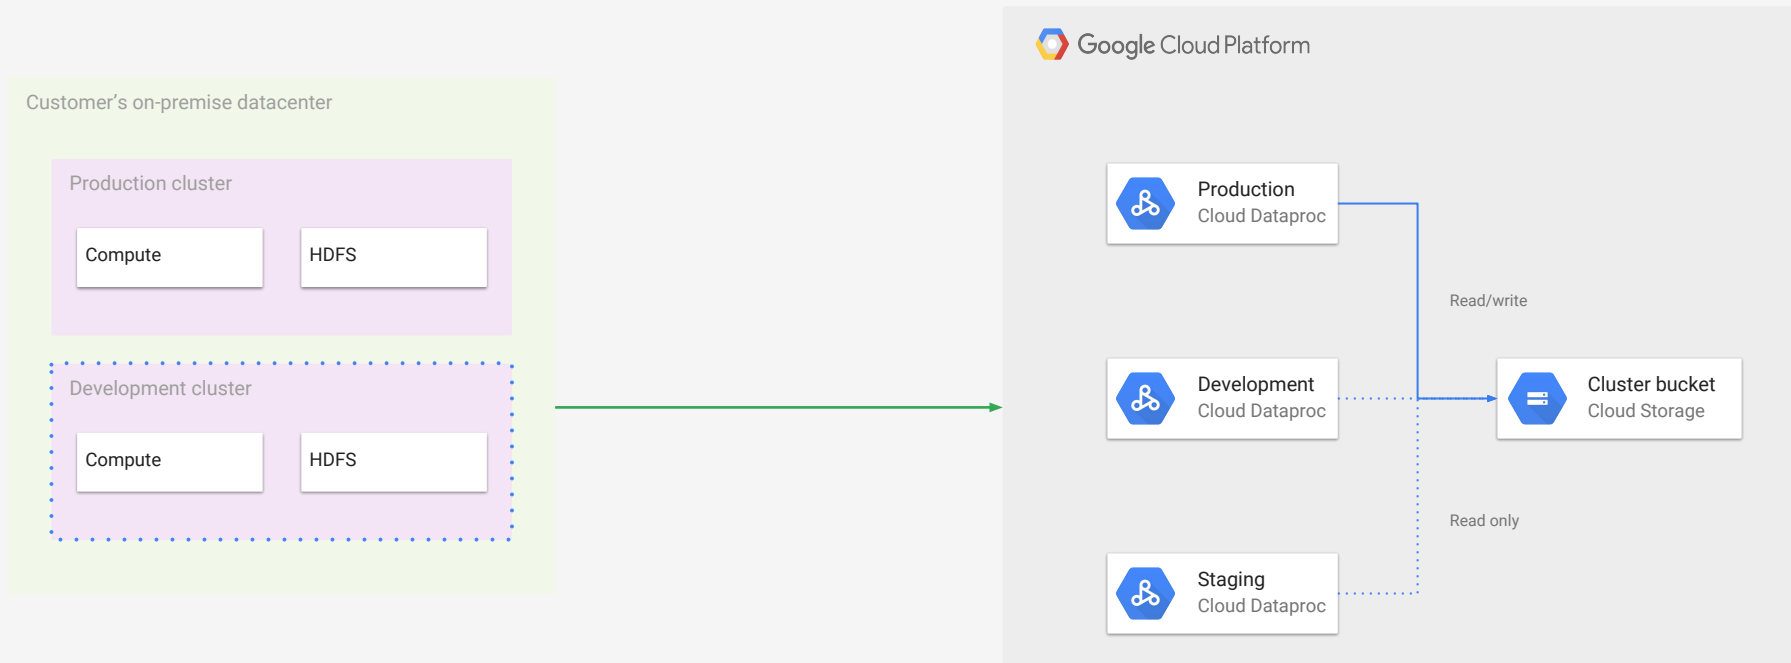 Google Cloud Platform
Customer’s on-premise datacenter
Production cluster
Compute
HDFS
Development cluster
Compute
HDFS
Production
Cloud Dataproc
Read/write
Development
Cloud Dataproc
Cluster bucket
Cloud Storage
Read only
Staging
Cloud Dataproc